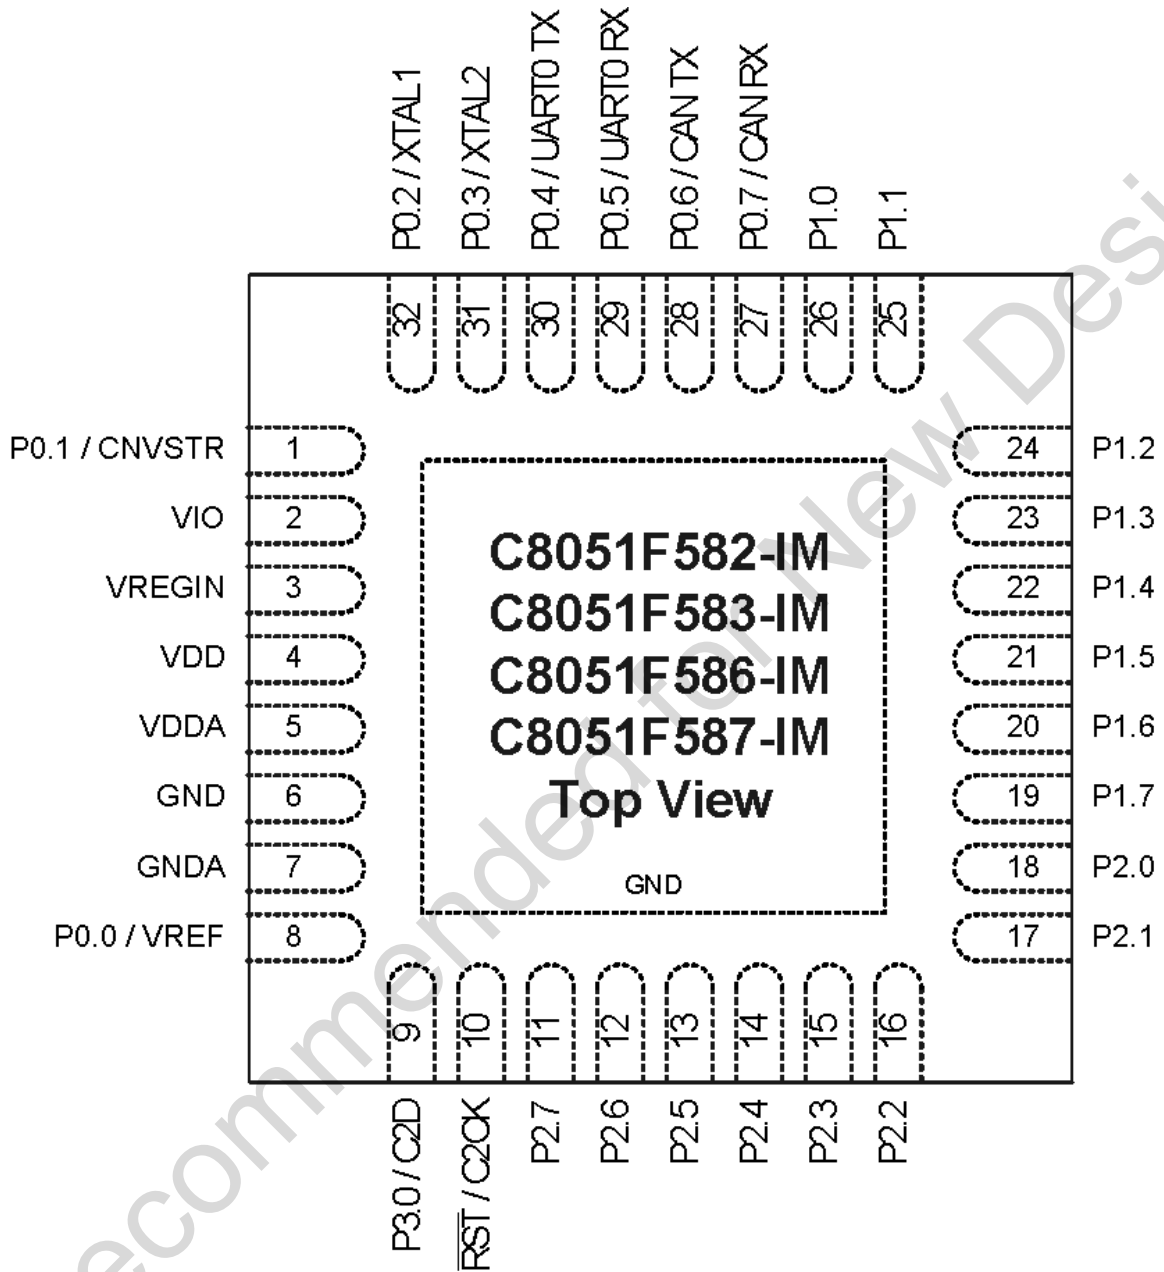 P0.2 / XTAL1
P0.3 / XTAL2
P0.4 / UART0 TX
P0.5 / UART0 RX
P0.6 / CAN TX
P0.7 / CAN RX
P1.0
P1.1
32
31
30
29
28
27
26
25
P0.1 / CNVSTR
1
24
P1.2
VIO
2
23
P1.3
VREGIN
3
22
P1.4
VDD
4
21
P1.5
VDDA
5
20
P1.6
GND
6
19
P1.7
GNDA
7
18
P2.0
P0.0 / VREF
8
17
P2.1
C8051F582-IM
C8051F583-IM
C8051F586-IM
C8051F587-IM
Top View
GND
9
10
11
12
13
14
15
16
P3.0 / C2D
RST / C2CK
P2.7
P2.6
P2.5
P2.4
P2.3
P2.2
ecommended for New Desi